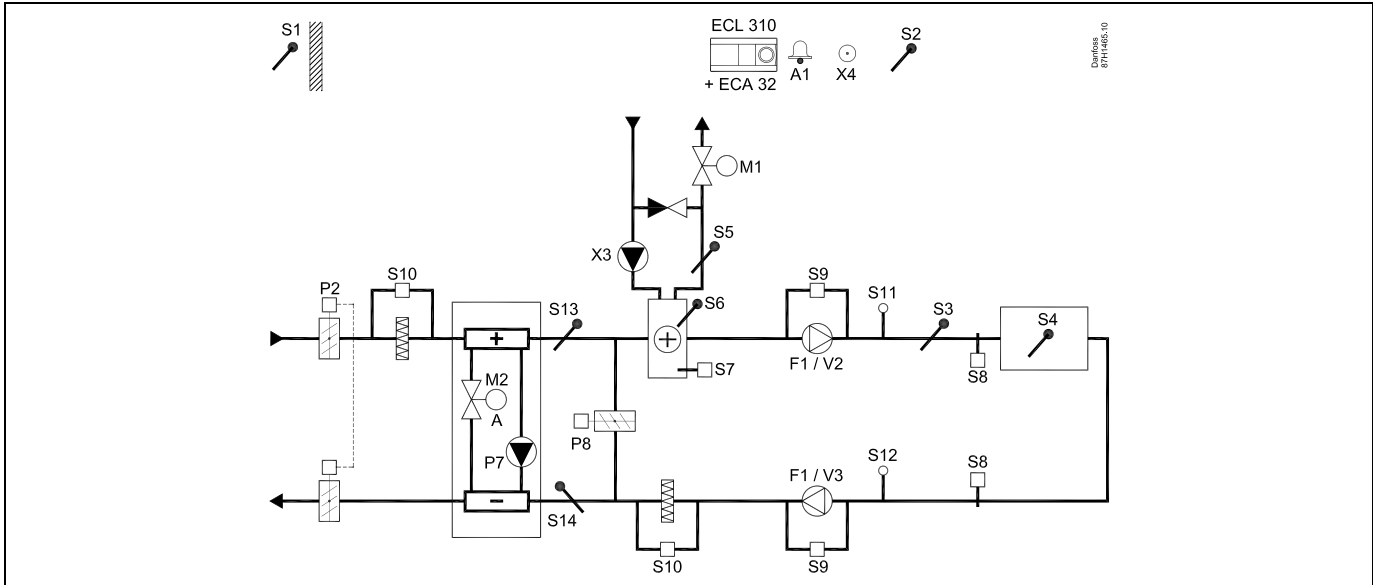 S1
ECL 310
+ ECA 32
A1
X4
S2
Danfoss
87H1465.10
M1
X3
S5
P2
S10
S13
S6
S9
S11
S3
S4
+
+
F1 / V2
S7
S8
M2
A
P8
P7
S14
F1 / V3
S12
S8
-
S10
S9